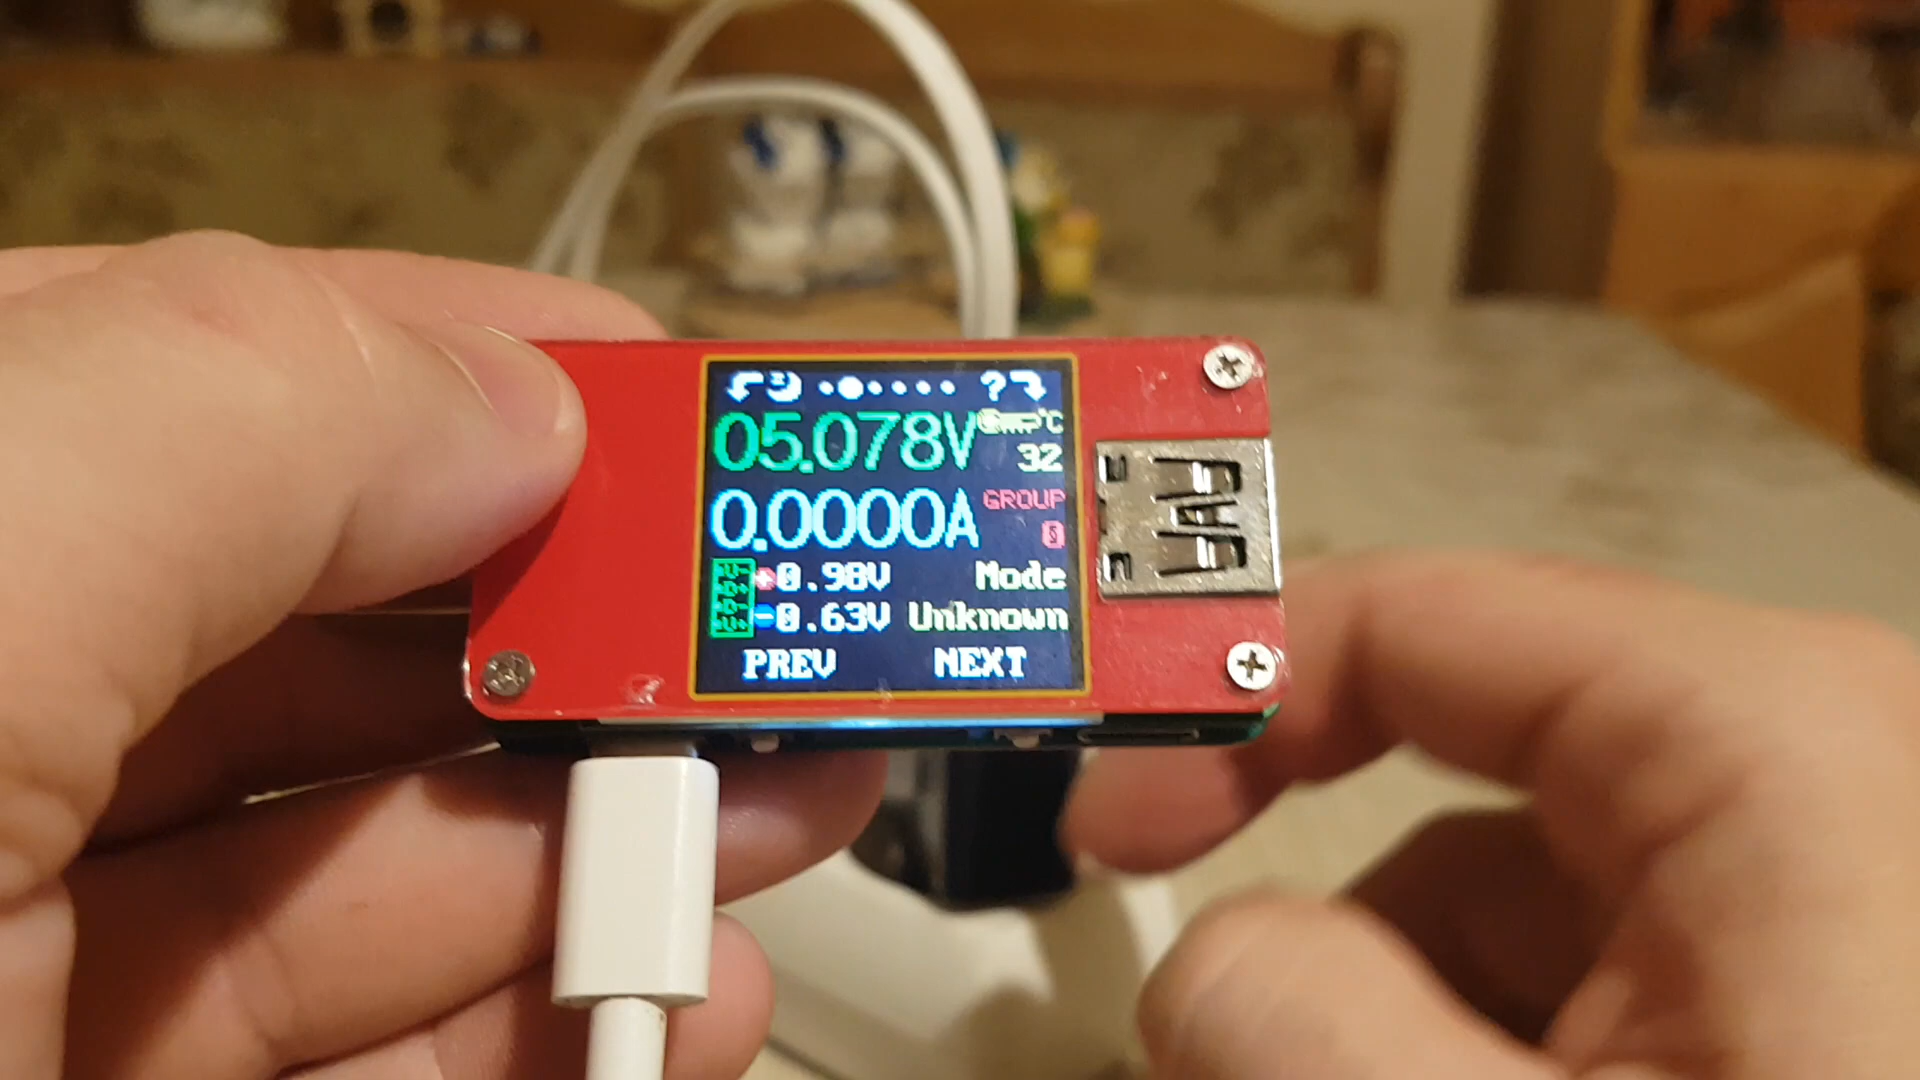 ?
05.078V °C
32
0.0000A GROUP
0
+0.98V Mode
-0.63V Unknown
PREV NEXT